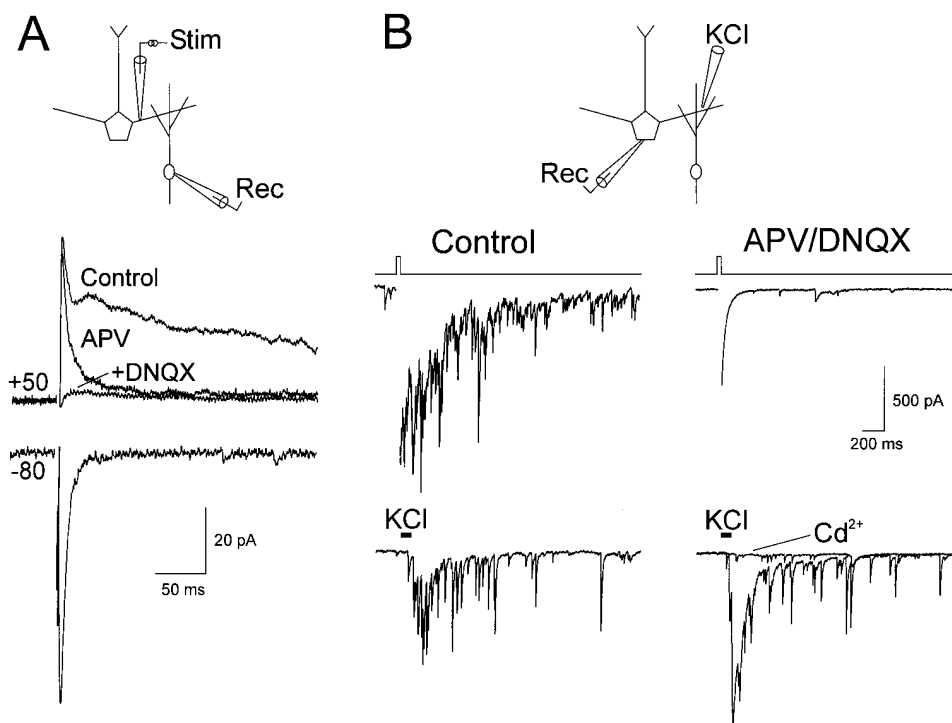 A
Stim
Rec
Control
APV
+DNQX
+50
-80
20 pA
50 ms
B
KCl
Rec
Control
APV/DNQX
500 pA
200 ms
KCl
KCl
Cd²⁺